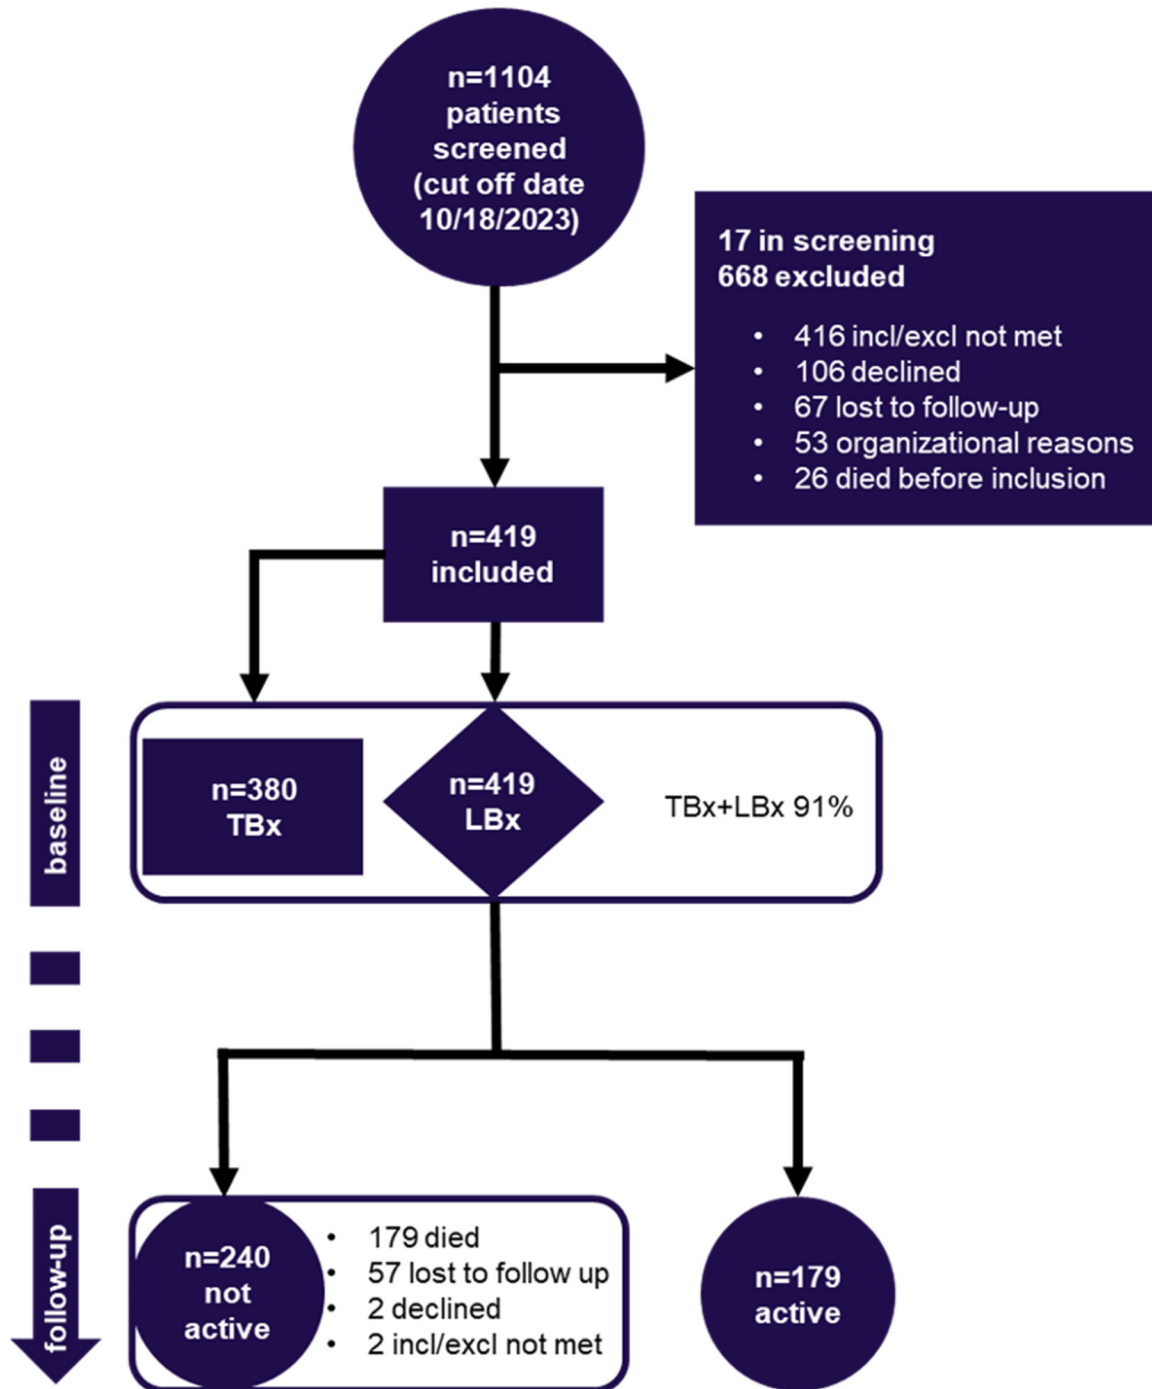 n=1104
patients
screened
(cut off date
10/18/2023)
17 in screening
668 excluded
• 416 incl/excl not met
• 106 declined
• 67 lost to follow-up
• 53 organizational reasons
• 26 died before inclusion
n=419
included
baseline
n=380
TBx
n=419
LBx
TBx+LBx 91%
follow-up
n=240
not
active
• 179 died
• 57 lost to follow up
• 2 declined
• 2 incl/excl not met
n=179
active